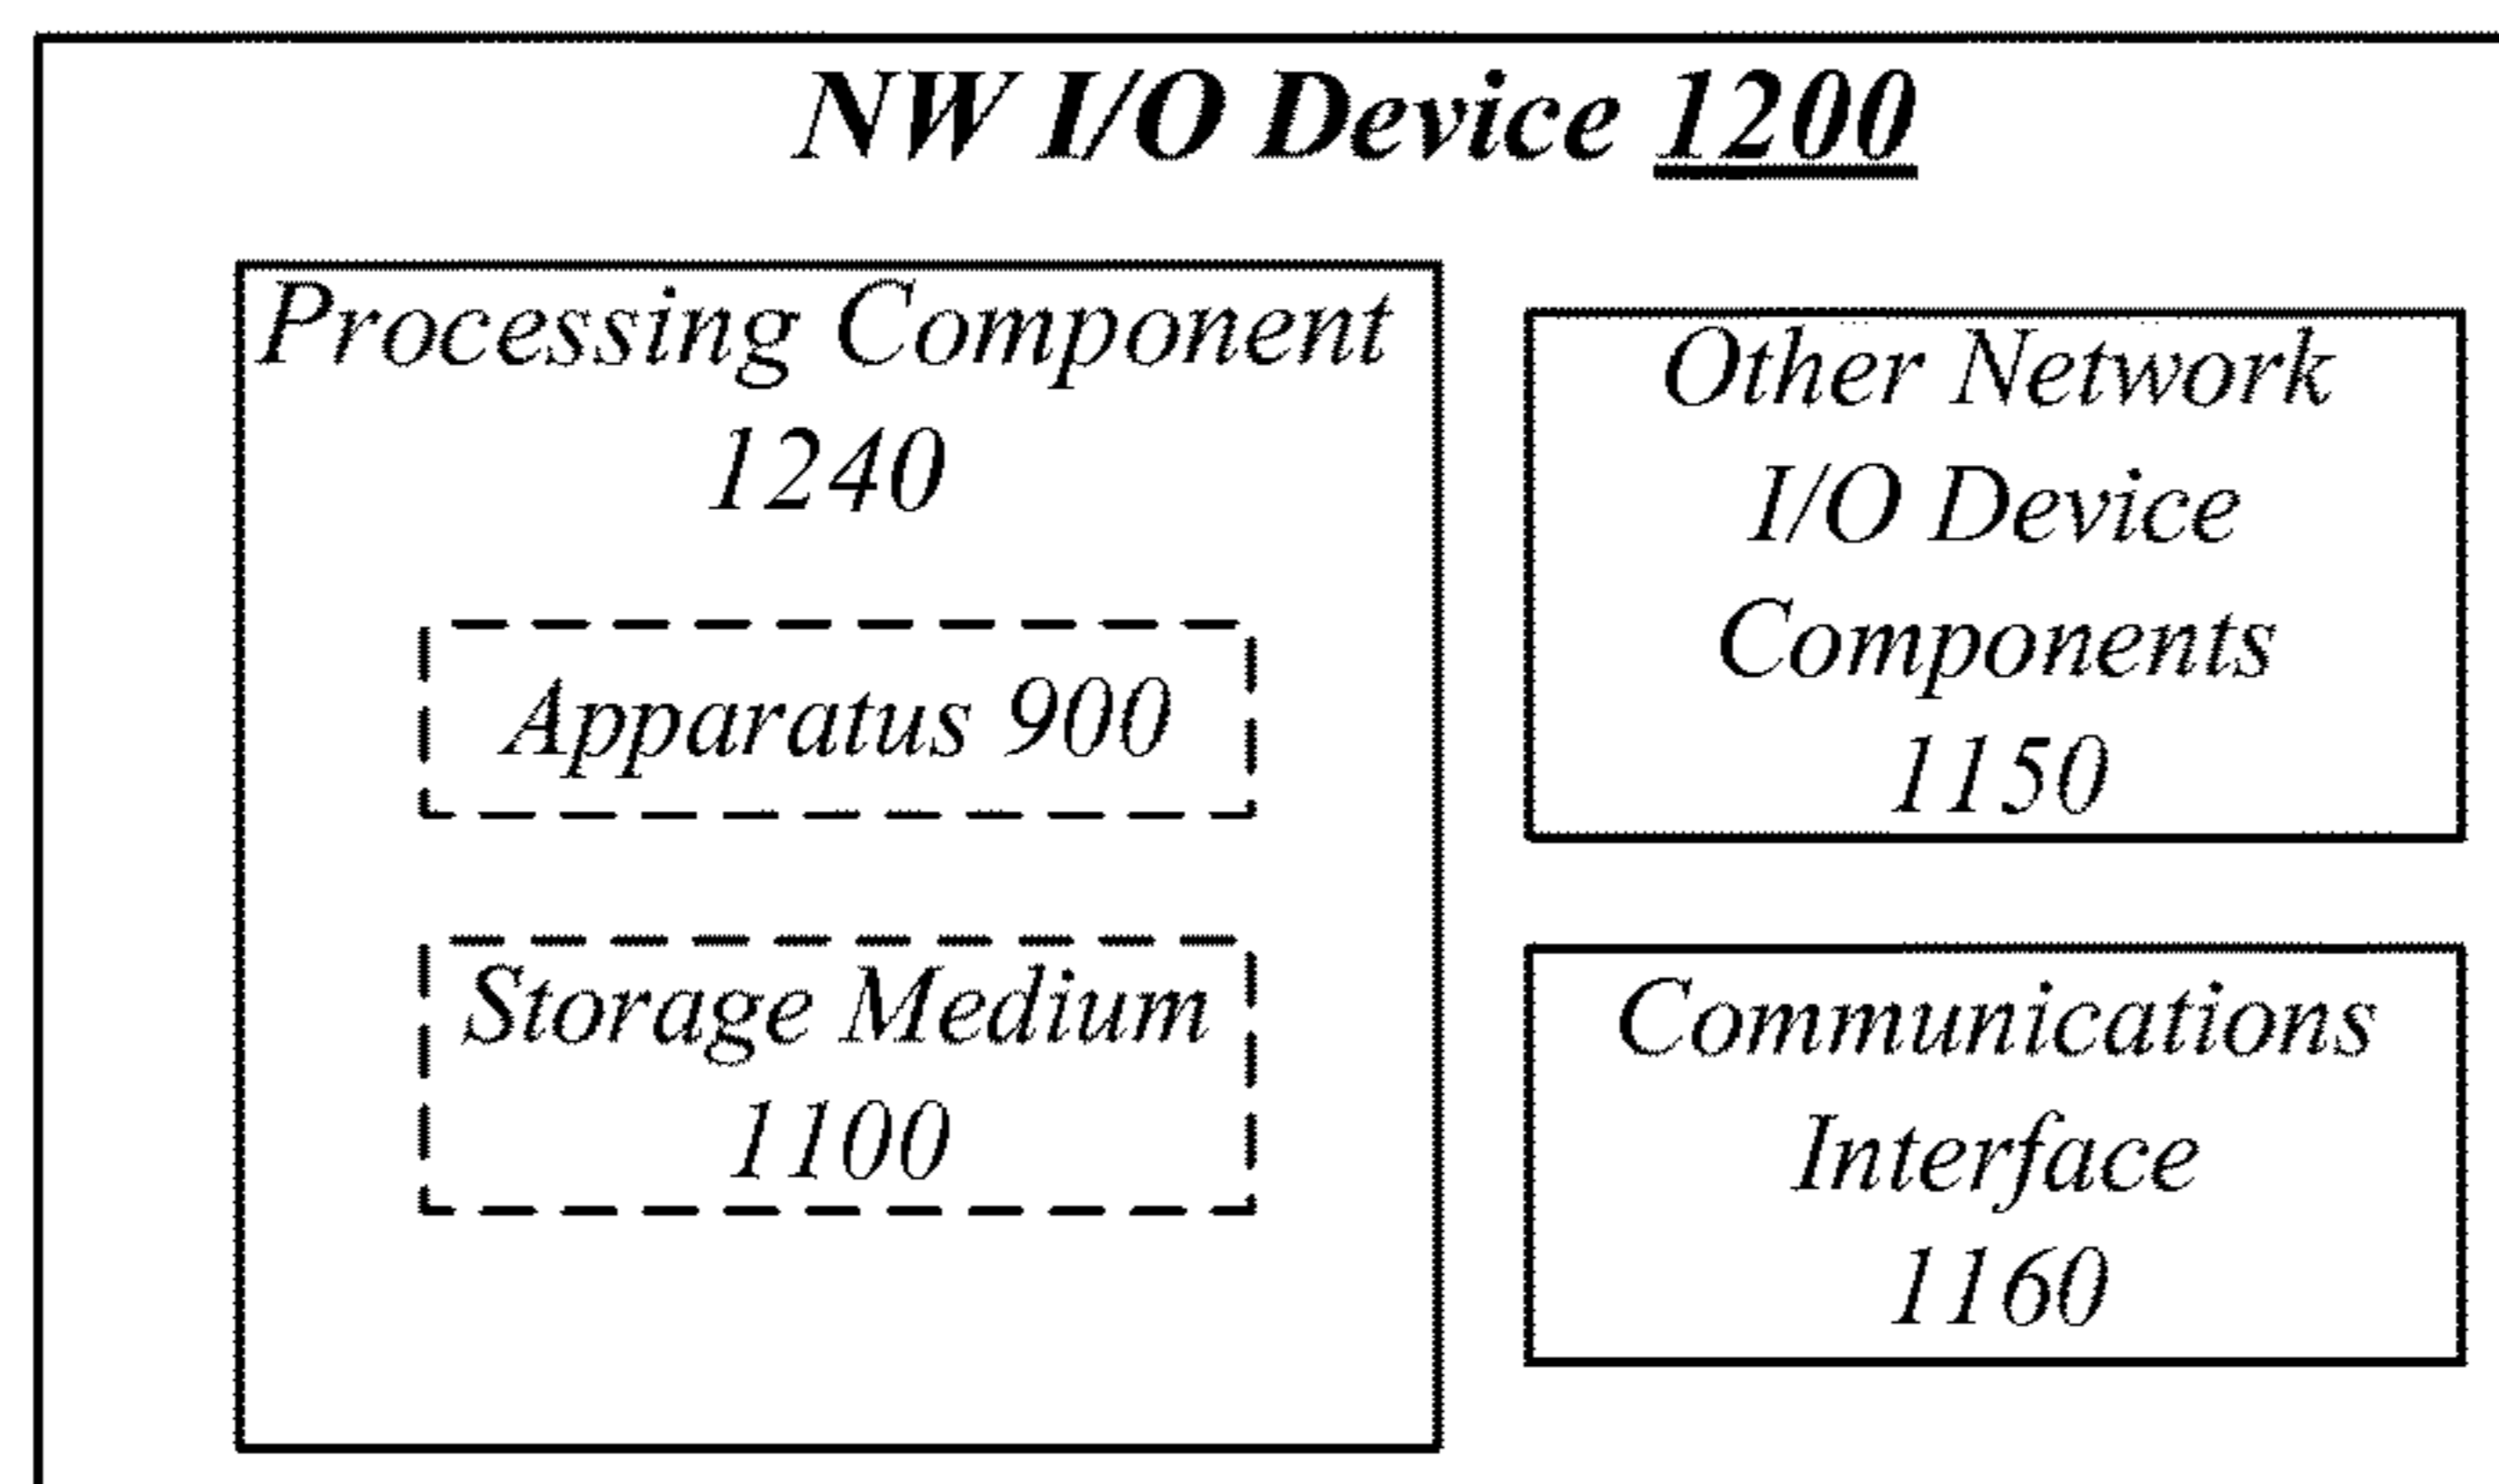 NW I/O Device 1200
Processing Component
1240
Apparatus 900
Storage Medium
1100
Other Network
I/O Device
Components
1150
Communications
Interface
1160